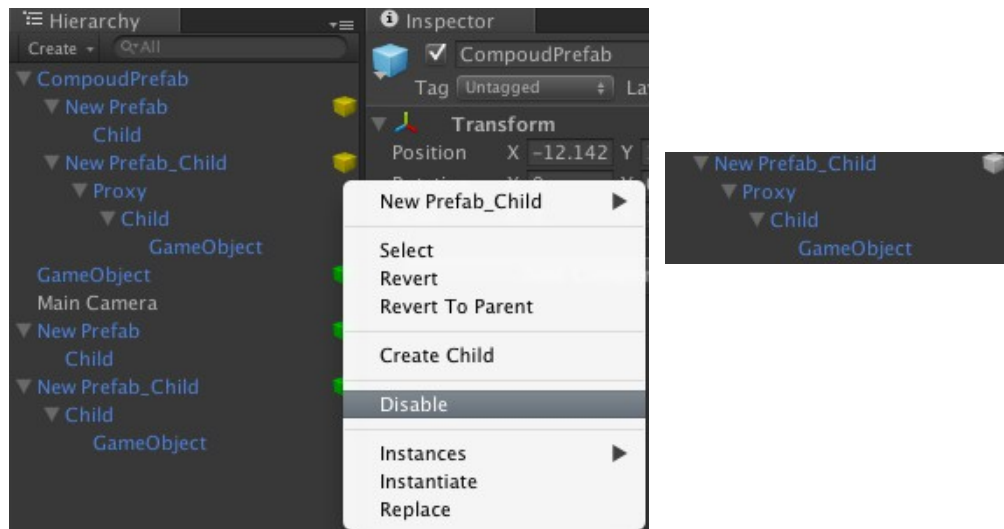 Hierarchy
Create
All
CompoudPrefab
New Prefab
Child
New Prefab_Child
Proxy
Child
GameObject
GameObject
Main Camera
New Prefab
Child
New Prefab_Child
Child
GameObject
Inspector
CompoudPrefab
Tag Untagged
Transform
Position X -12.142 Y
New Prefab_Child
Select
Revert
Revert To Parent
Create Child
Disable
Instances
Instantiate
Replace
New Prefab_Child
Proxy
Child
GameObject